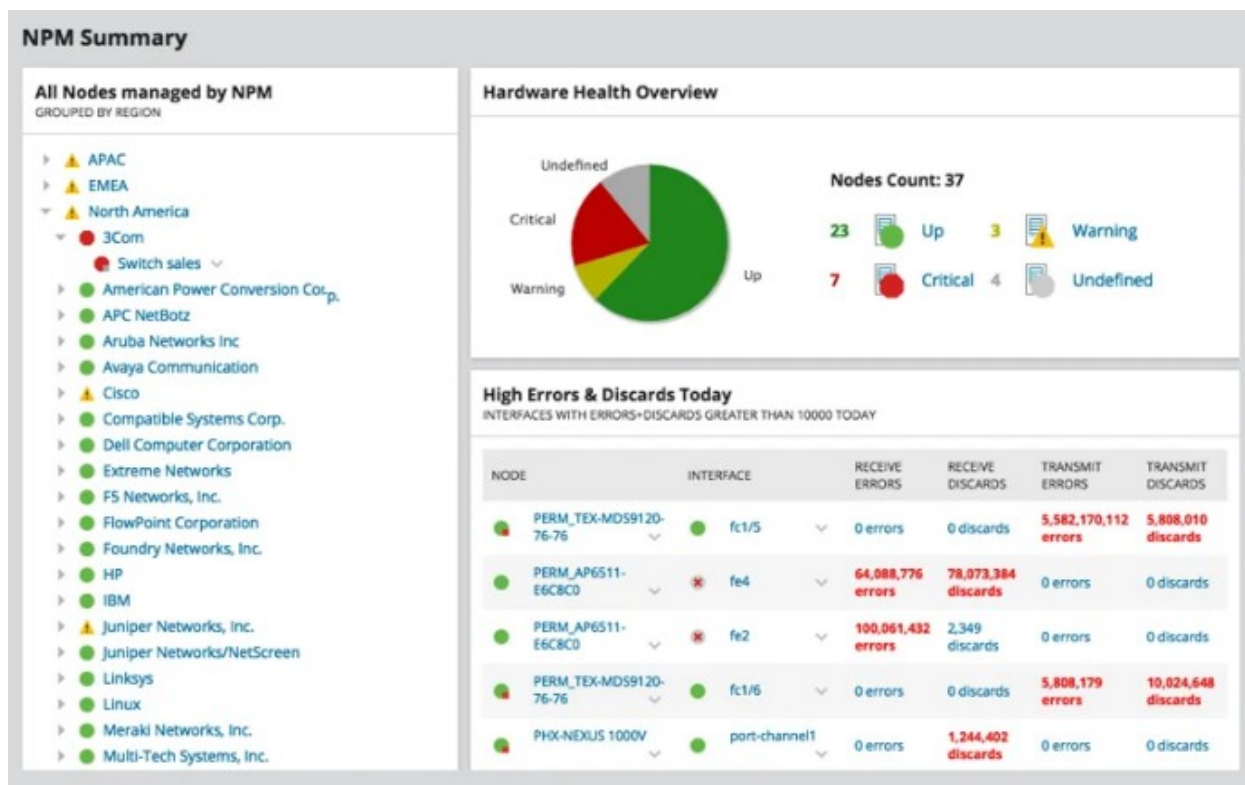 NPM Summary
All Nodes managed by NPM
GROUPED BY REGION
APAC
EMEA
North America
3Com
Switch sales
American Power Conversion Corp.
APC NetBotz
Aruba Networks Inc
Avaya Communication
Cisco
Compatible Systems Corp.
Dell Computer Corporation
Extreme Networks
F5 Networks, Inc.
FlowPoint Corporation
Foundry Networks, Inc.
HP
IBM
Juniper Networks, Inc.
Juniper Networks/NetScreen
Linksys
Linux
Meraki Networks, Inc.
Multi-Tech Systems, Inc.
Hardware Health Overview
Undefined
Critical
Warning
Up
Nodes Count: 37
23 Up 3 Warning
7 Critical 4 Undefined
High Errors & Discards Today
INTERFACES WITH ERRORS+DISCARDS GREATER THAN 10000 TODAY
NODE INTERFACE RECEIVE ERRORS RECEIVE DISCARDS TRANSMIT ERRORS TRANSMIT DISCARDS
PERM_TEX-MDS9120-76-76 fc1/5 0 errors 0 discards 5,582,170,112 errors 5,808,010 discards
PERM_AP6511-E6C8C0 fe4 64,088,776 errors 78,073,384 discards 0 errors 0 discards
PERM_AP6511-E6C8C0 fe2 100,061,432 errors 2,349 discards 0 errors 0 discards
PERM_TEX-MDS9120-76-76 fc1/6 0 errors 0 discards 5,808,179 errors 10,024,648 discards
PHX-NEXUS 1000V port-channel1 0 errors 1,244,402 discards 0 errors 0 discards